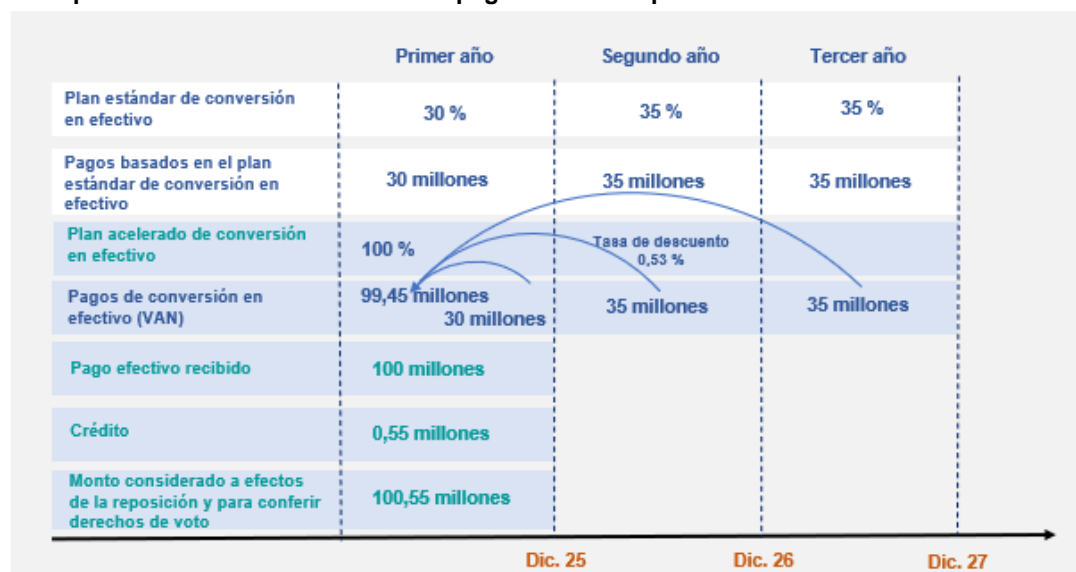 Primer año Segundo año Tercer año
Plan estándar de conversión
en efectivo
30 % 35 % 35 %
Pagos basados en el plan
estándar de conversión en
efectivo
30 millones 35 millones 35 millones
Plan acelerado de conversión
en efectivo
100 %
Tasa de descuento
0,53 %
Pagos de conversión en
efectivo (VAN)
99,45 millones
30 millones 35 millones 35 millones
Pago efectivo recibido
100 millones
Crédito
0,55 millones
Monto considerado a efectos
de la reposición y para conferir
derechos de voto
100,55 millones
Dic. 25 Dic. 26 Dic. 27